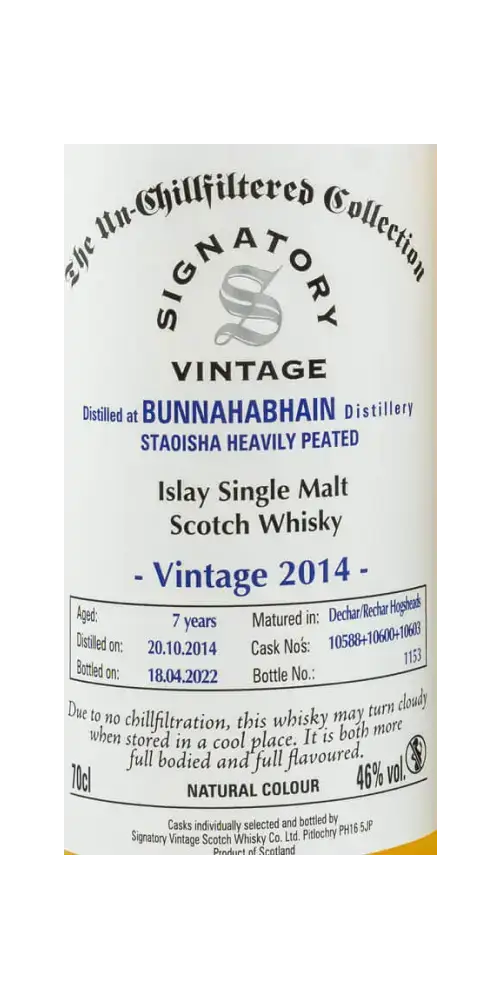 The Un-Chillfiltered Collection
SIGNATORY
S
VINTAGE
Distilled at BUNNAHABHAIN Distillery
STAOISHA HEAVILY PEATED
Islay Single Malt
Scotch Whisky
- Vintage 2014 -
Aged: 7 years Matured in: Dechar/Rechar Hogsheads
Distilled on: 20.10.2014 Cask No's: 10588+10600+10603
Bottled on: 18.04.2022 Bottle No.: 1153
Due to no chillfiltration, this whisky may turn cloudy
when stored in a cool place. It is both more
full bodied and full flavoured.
70cl NATURAL COLOUR 46% vol.
Casks individually selected and bottled by
Signatory Vintage Scotch Whisky Co. Ltd. Pitlochry PH16 5JP
Product of Scotland